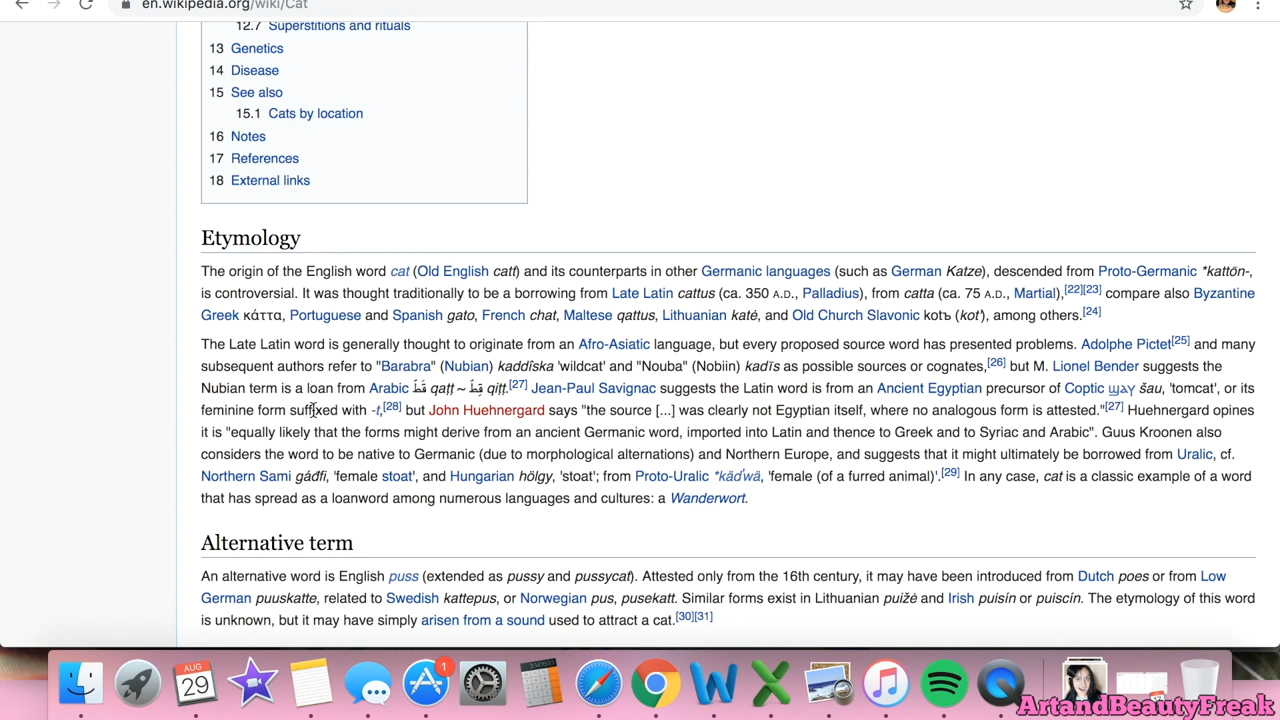 en.wikipedia.org/wiki/Cat
12.7 Superstitions and rituals
13 Genetics
14 Disease
15 See also
15.1 Cats by location
16 Notes
17 References
18 External links
Etymology
The origin of the English word cat (Old English catt) and its counterparts in other Germanic languages (such as German Katze), descended from Proto-Germanic *kattōn-,
is controversial. It was thought traditionally to be a borrowing from Late Latin cattus (ca. 350 A.D., Palladius), from catta (ca. 75 A.D., Martial),[22][23] compare also Byzantine
Greek κάττα, Portuguese and Spanish gato, French chat, Maltese qattus, Lithuanian katė, and Old Church Slavonic котъ (kot'), among others.[24]
The Late Latin word is generally thought to originate from an Afro-Asiatic language, but every proposed source word has presented problems. Adolphe Pictet[25] and many
subsequent authors refer to "Barabra" (Nubian) kaddîska 'wildcat' and "Nouba" (Nobiin) kadīs as possible sources or cognates,[26] but M. Lionel Bender suggests the
Nubian term is a loan from Arabic قَطّ qaṭṭ ~ قِطّ qiṭṭ.[27] Jean-Paul Savignac suggests the Latin word is from an Ancient Egyptian precursor of Coptic ϣⲁⲩ šau, 'tomcat', or its
feminine form suffixed with -t,[28] but John Huehnergard says "the source [...] was clearly not Egyptian itself, where no analogous form is attested."[27] Huehnergard opines
it is "equally likely that the forms might derive from an ancient Germanic word, imported into Latin and thence to Greek and to Syriac and Arabic". Guus Kroonen also
considers the word to be native to Germanic (due to morphological alternations) and Northern Europe, and suggests that it might ultimately be borrowed from Uralic, cf.
Northern Sami gáđfi, 'female stoat', and Hungarian hölgy, 'stoat'; from Proto-Uralic *käďwä, 'female (of a furred animal)'.[29] In any case, cat is a classic example of a word
that has spread as a loanword among numerous languages and cultures: a Wanderwort.
Alternative term
An alternative word is English puss (extended as pussy and pussycat). Attested only from the 16th century, it may have been introduced from Dutch poes or from Low
German puuskatte, related to Swedish kattepus, or Norwegian pus, pusekatt. Similar forms exist in Lithuanian puižė and Irish puisín or puiscín. The etymology of this word
is unknown, but it may have simply arisen from a sound used to attract a cat.[30][31]
AUG
29
1
W
X
17
ArtandBeautyFreak